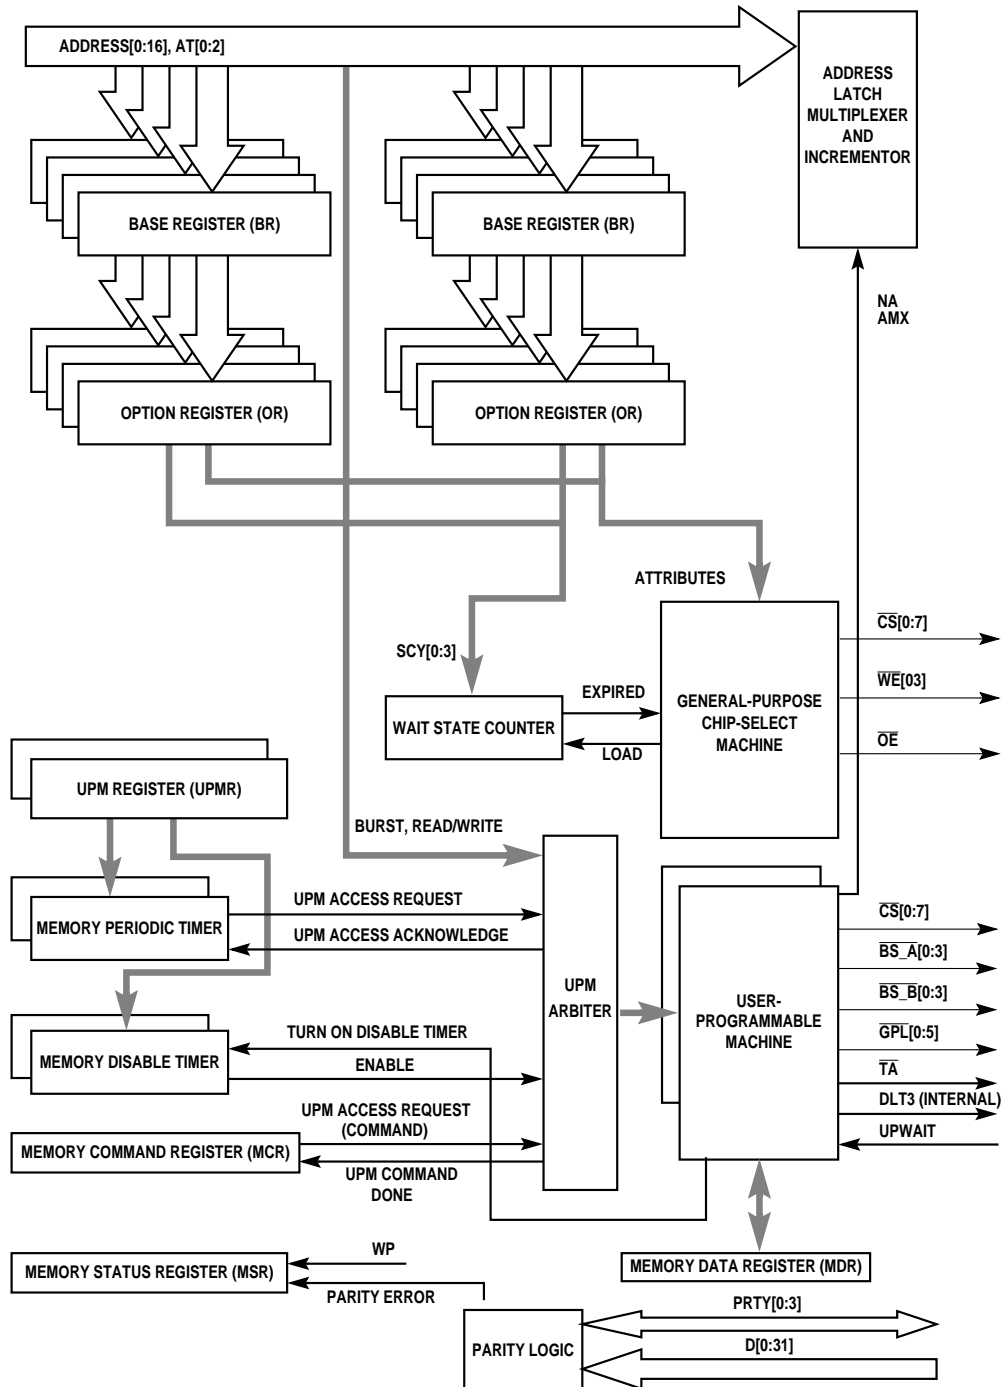 ADDRESS[0:16], AT[0:2]
ADDRESS
LATCH
MULTIPLEXER
AND
INCREMENTOR
BASE REGISTER (BR)
BASE REGISTER (BR)
NA
AMX
OPTION REGISTER (OR)
OPTION REGISTER (OR)
ATTRIBUTES
SCY[0:3]
CS[0:7]
EXPIRED
WE[03]
GENERAL-PURPOSE
CHIP-SELECT
MACHINE
WAIT STATE COUNTER
OE
LOAD
UPM REGISTER (UPMR)
BURST, READ/WRITE
UPM ACCESS REQUEST
MEMORY PERIODIC TIMER
UPM ACCESS ACKNOWLEDGE
CS[0:7]
BS_A[0:3]
UPM
ARBITER
BS_B[0:3]
USER-
PROGRAMMABLE
MACHINE
TURN ON DISABLE TIMER
GPL[0:5]
MEMORY DISABLE TIMER
ENABLE
TA
DLT3 (INTERNAL)
UPM ACCESS REQUEST
(COMMAND)
UPWAIT
MEMORY COMMAND REGISTER (MCR)
UPM COMMAND
DONE
WP
MEMORY STATUS REGISTER (MSR)
MEMORY DATA REGISTER (MDR)
PARITY ERROR
PRTY[0:3]
PARITY LOGIC
D[0:31]